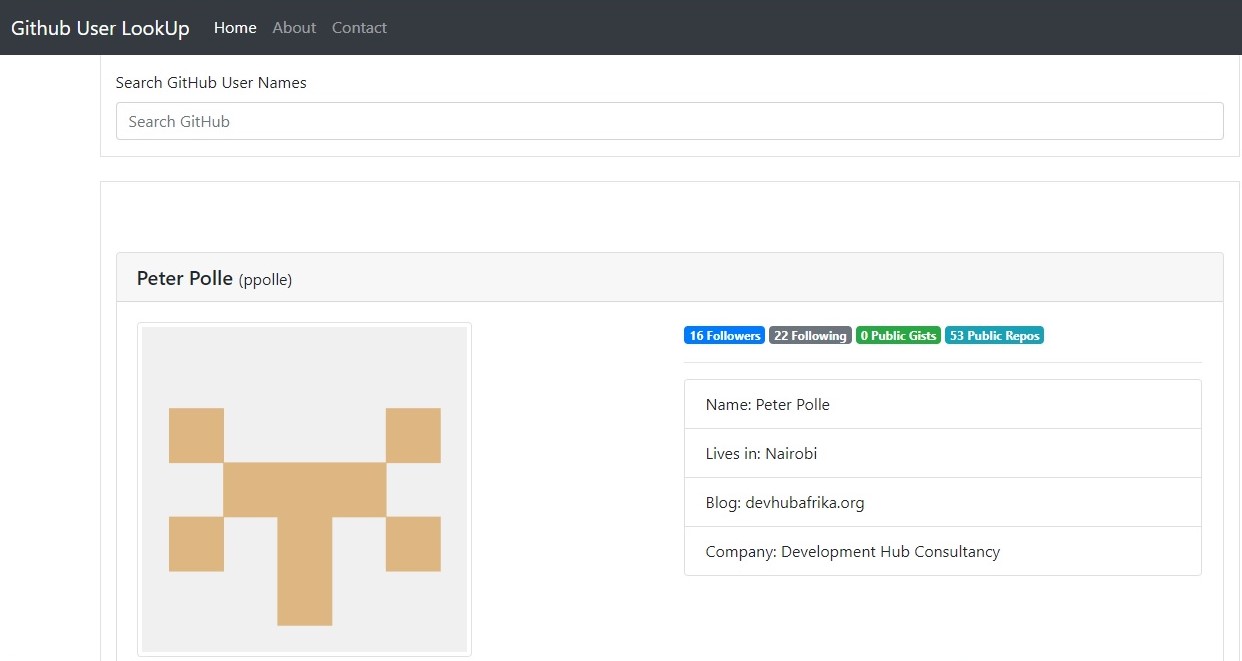 Github User LookUp Home About Contact
Search GitHub User Names
Search GitHub
Peter Polle (ppolle)
16 Followers 22 Following 0 Public Gists 53 Public Repos
Name: Peter Polle
Lives in: Nairobi
Blog: devhubafrika.org
Company: Development Hub Consultancy